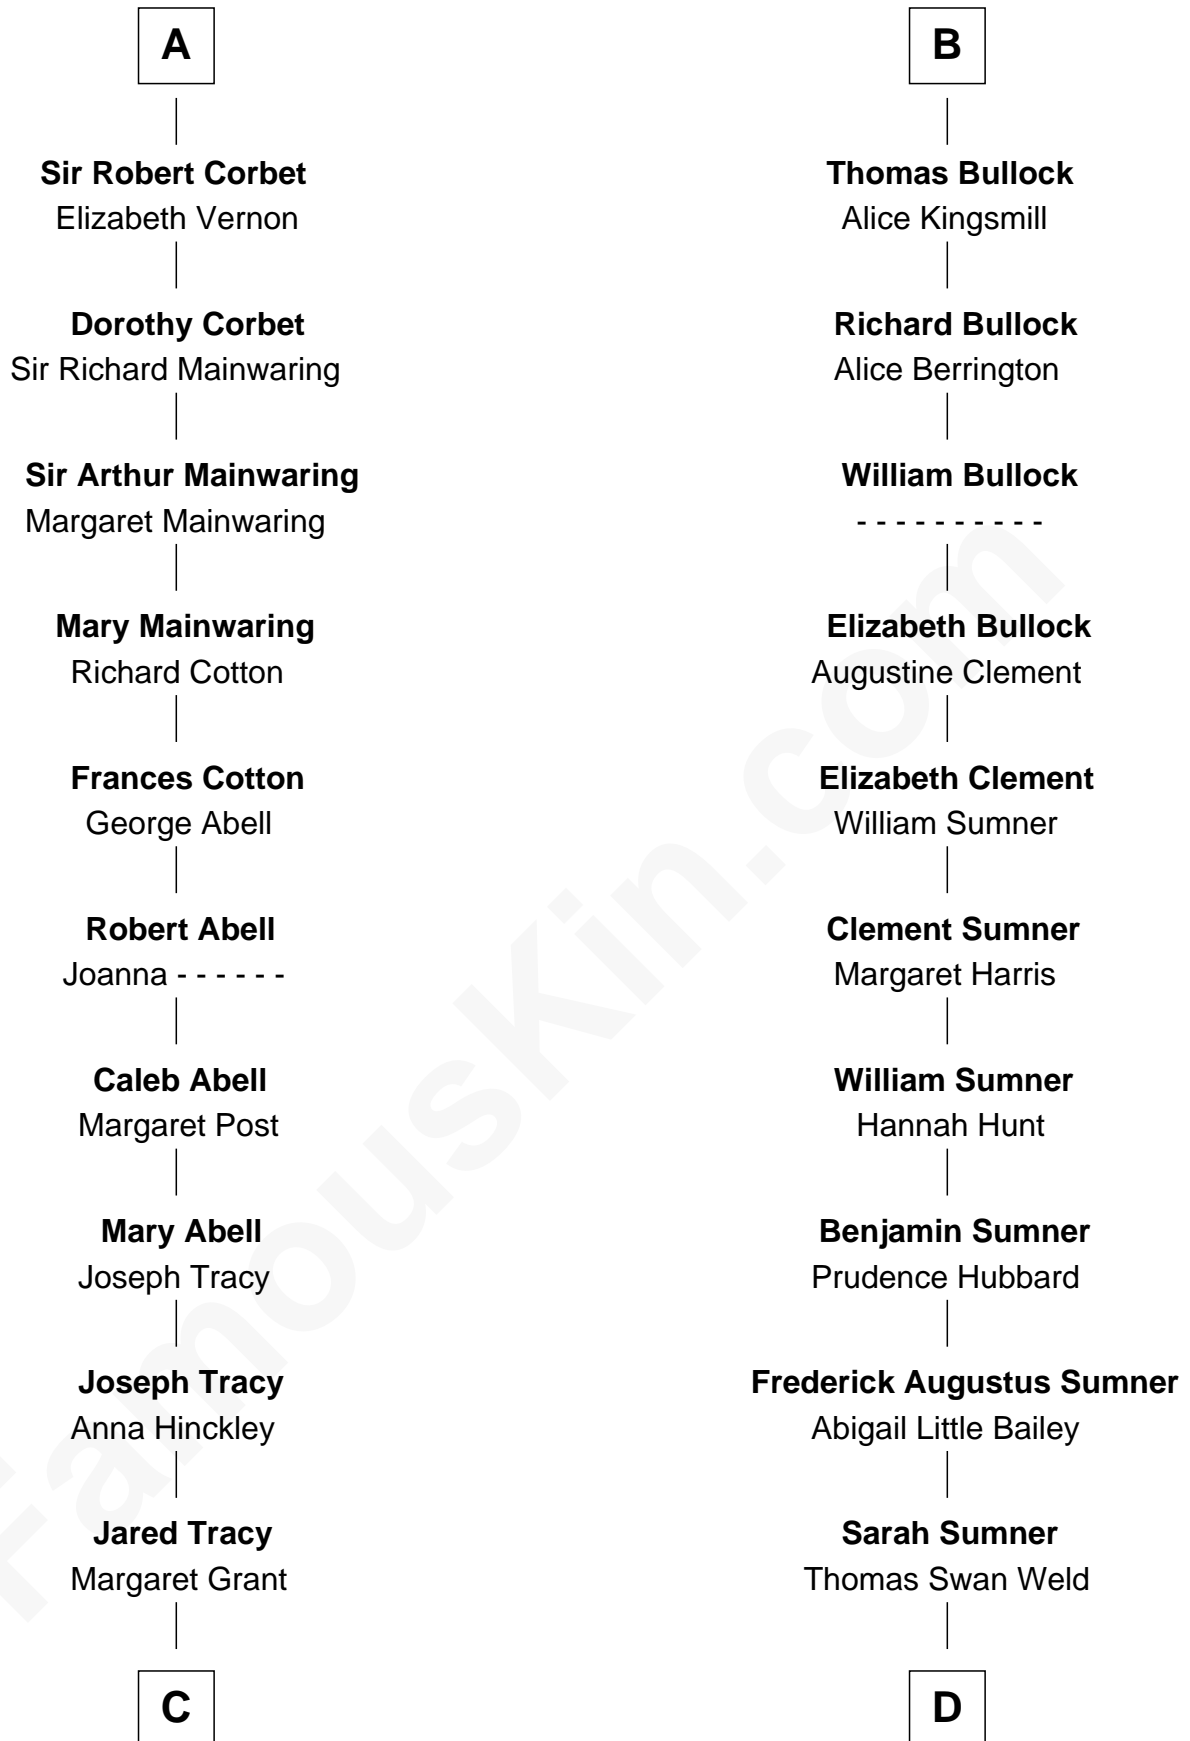 A
Sir Robert Corbet
Elizabeth Vernon
Dorothy Corbet
Sir Richard Mainwaring
Sir Arthur Mainwaring
Margaret Mainwaring
Mary Mainwaring
Richard Cotton
Frances Cotton
George Abell
Robert Abell
Joanna - - - - - -
Caleb Abell
Margaret Post
Mary Abell
Joseph Tracy
Joseph Tracy
Anna Hinckley
Jared Tracy
Margaret Grant
C
B
Thomas Bullock
Alice Kingsmill
Richard Bullock
Alice Berrington
William Bullock
- - - - - - - - - -
Elizabeth Bullock
Augustine Clement
Elizabeth Clement
William Sumner
Clement Sumner
Margaret Harris
William Sumner
Hannah Hunt
Benjamin Sumner
Prudence Hubbard
Frederick Augustus Sumner
Abigail Little Bailey
Sarah Sumner
Thomas Swan Weld
D
FamousKin.com